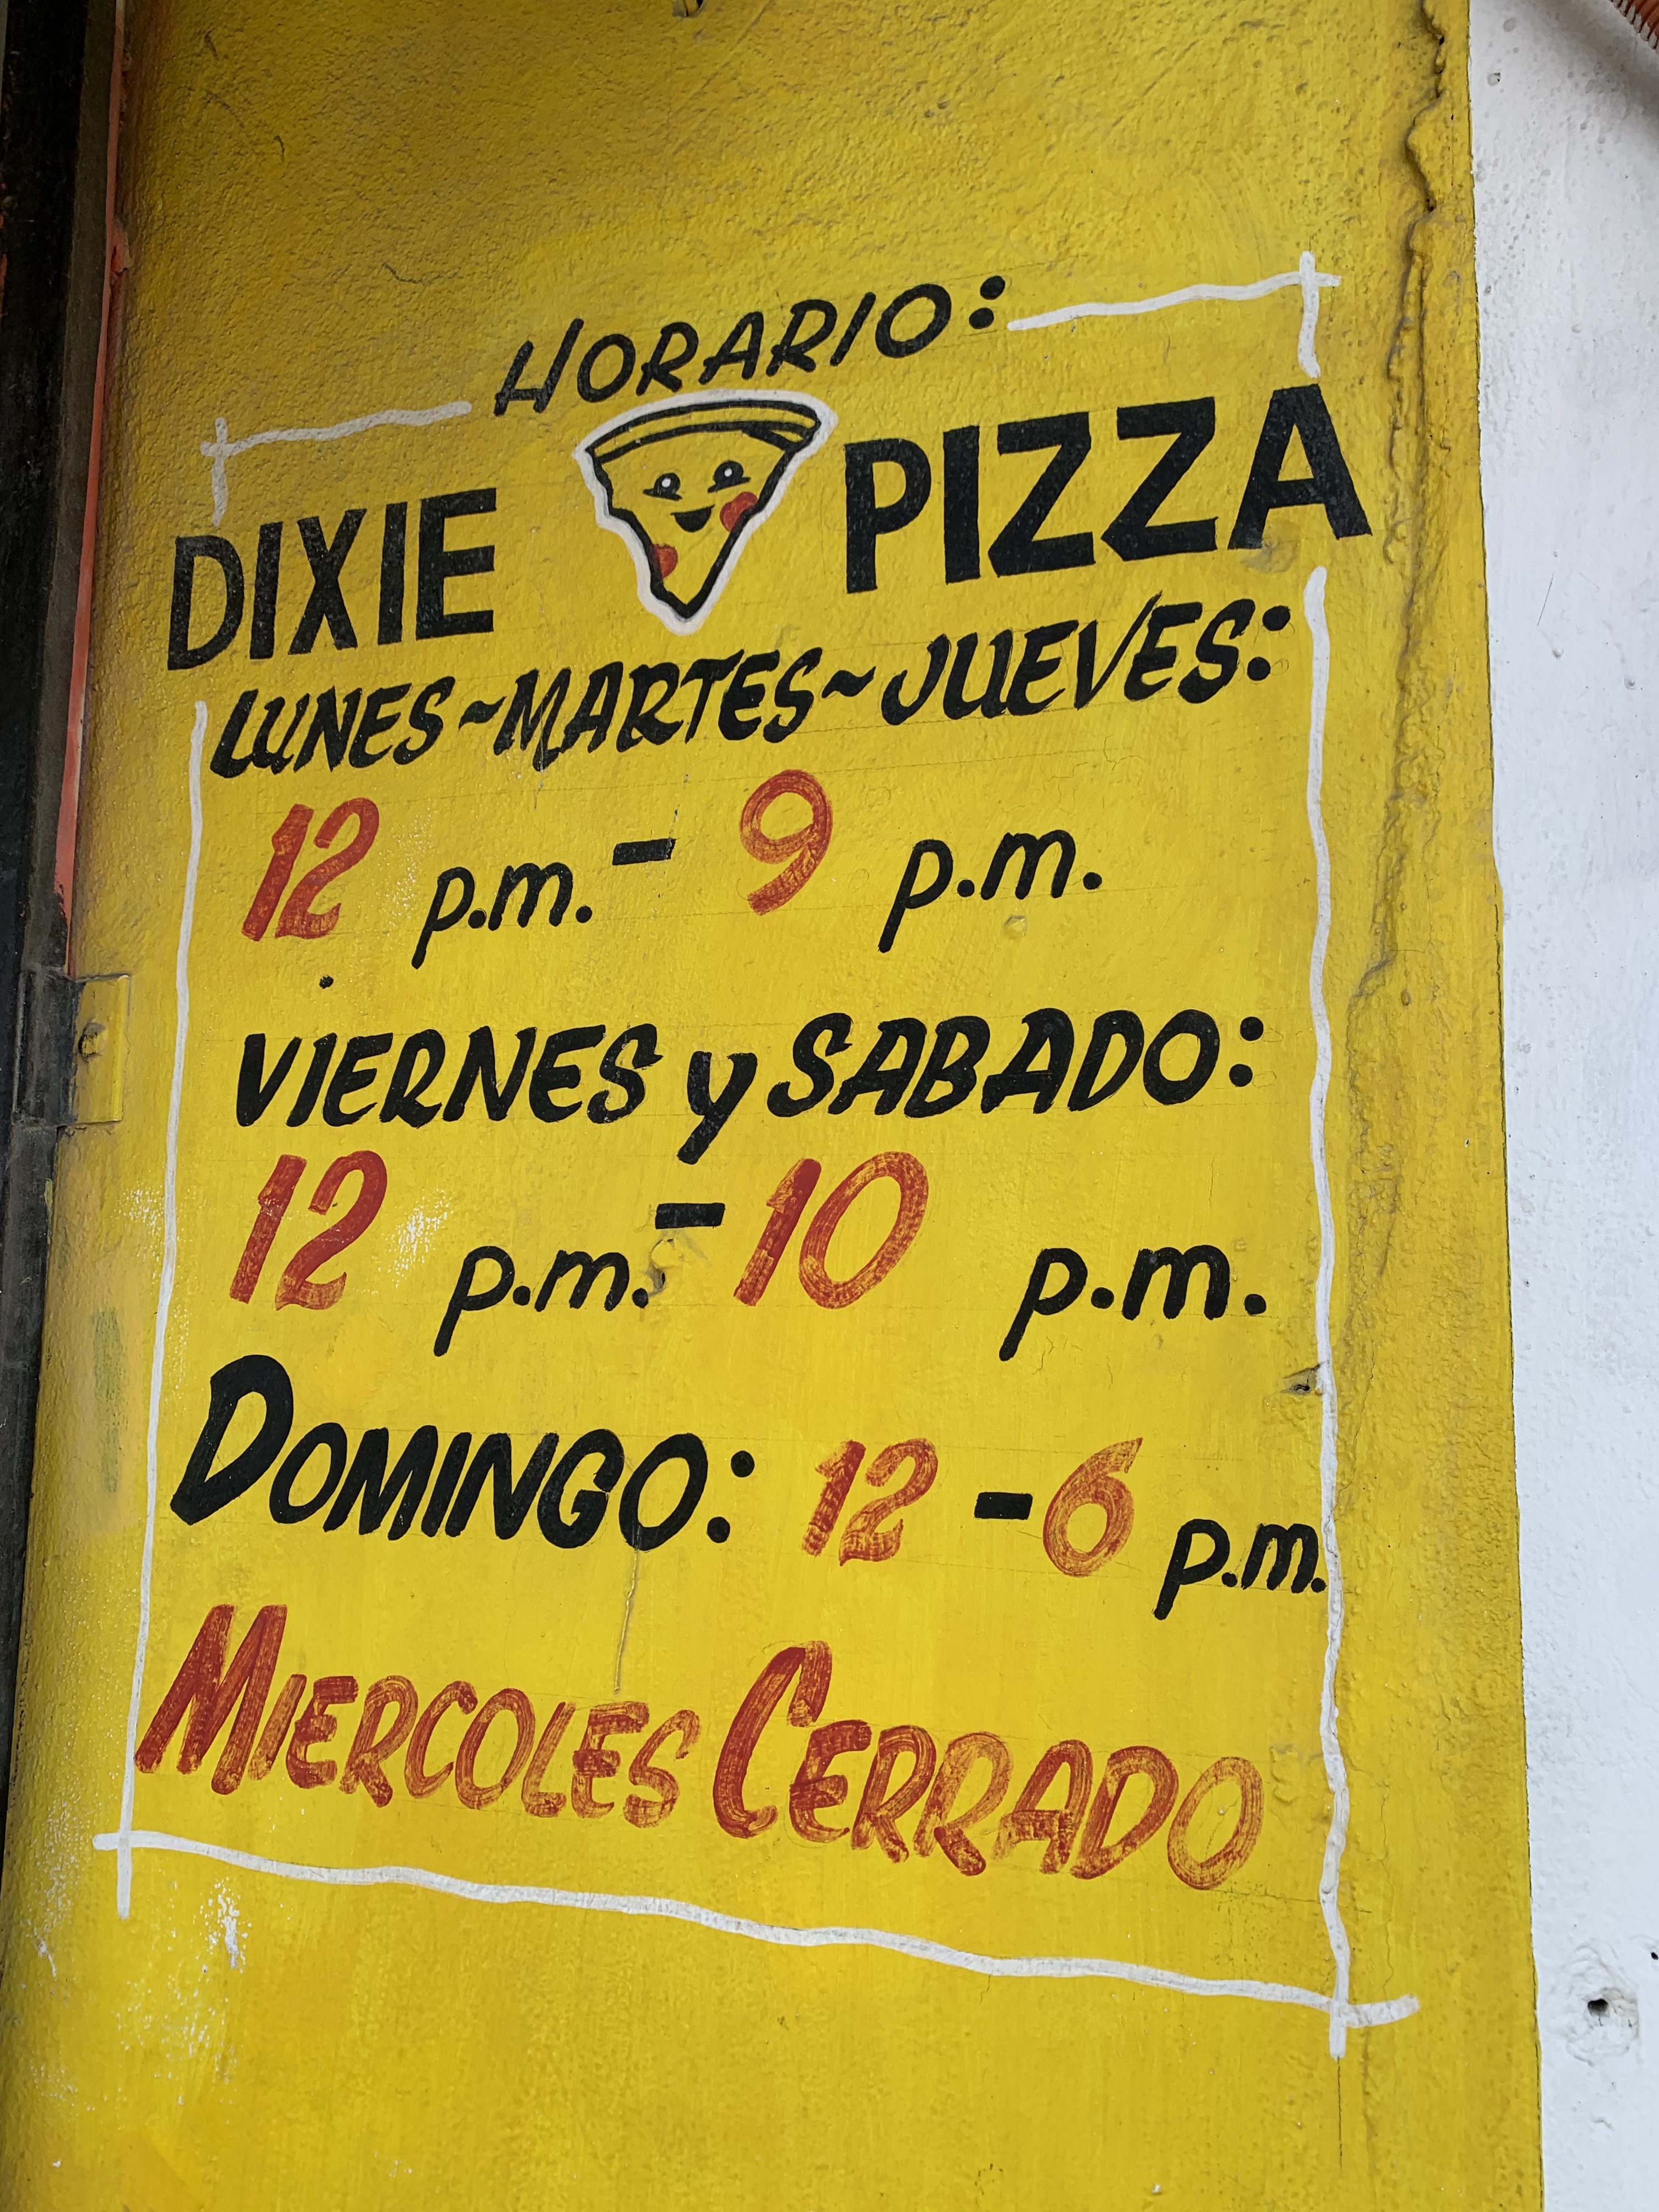 HORARIO:
DIXIE PIZZA
LUNES~MARTES~JUEVES:
12 p.m. - 9 p.m.
VIERNES y SABADO:
12 p.m. - 10 p.m.
DOMINGO: 12 - 6 p.m.
MIERCOLES CERRADO